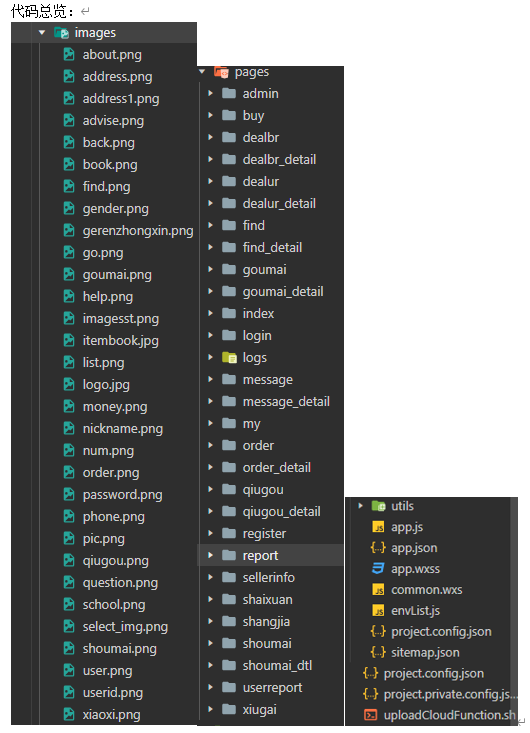 代码总览：
images
about.png
address.png
address1.png
advise.png
back.png
book.png
find.png
gender.png
gerenzhongxin.png
go.png
goumai.png
help.png
imagesst.png
itembook.jpg
list.png
logo.jpg
money.png
nickname.png
num.png
order.png
password.png
phone.png
pic.png
qiugou.png
question.png
school.png
select_img.png
shoumai.png
user.png
userid.png
xiaoxi.png
pages
admin
buy
dealbr
dealbr_detail
dealur
dealur_detail
find
find_detail
goumai
goumai_detail
index
login
logs
message
message_detail
my
order
order_detail
qiugou
qiugou_detail
register
report
sellerinfo
shaixuan
shangjia
shoumai
shoumai_dtl
userreport
xiugai
utils
app.js
app.json
app.wxss
common.wxs
envList.js
project.config.json
sitemap.json
project.config.json
project.private.config.js...
uploadCloudFunction.sh